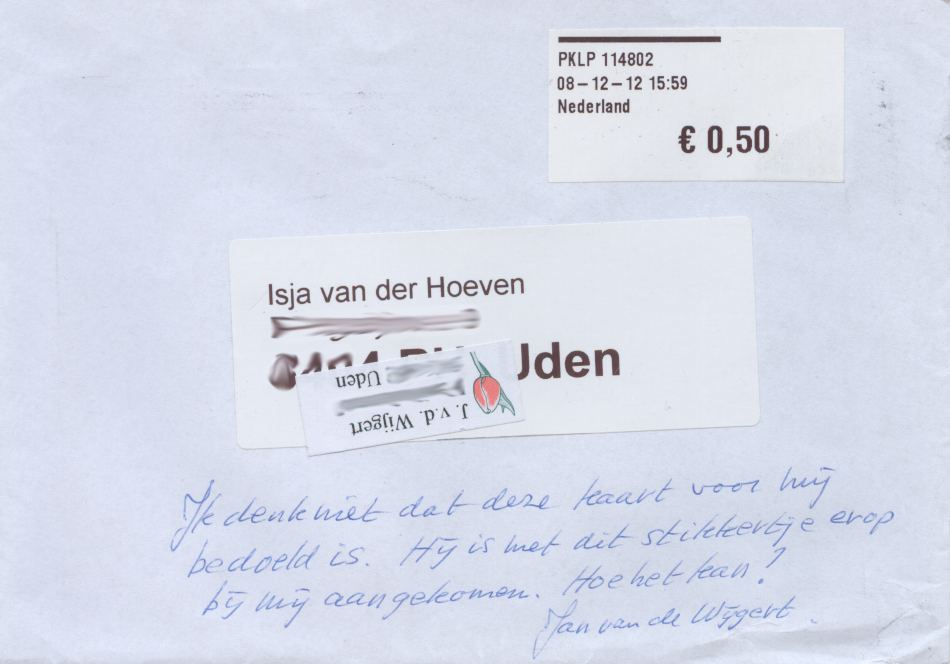 PKLP 114802
08-12-12 15:59
Nederland
€ 0,50
Isja van der Hoeven
Uden
J. v.d. Wijgert
Uden
Ik denk niet dat deze kaart voor mij
bedoeld is. Hij is met dit stikkertje erop
bij mij aangekomen. Hoe het kan?
Jan van de Wijgert.